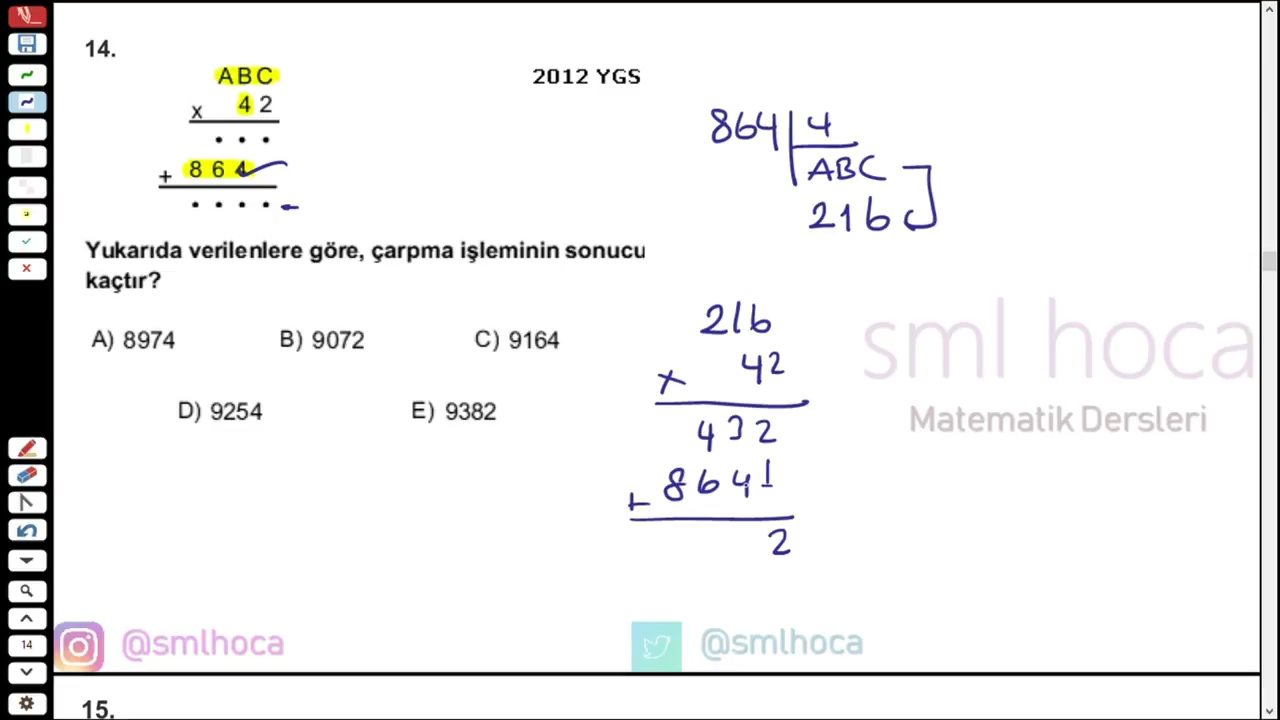 14.
2012 YGS
ABC
x 42
• • •
+ 864
• • • •
Yukarıda verilenlere göre, çarpma işleminin sonucu
kaçtır?
A) 8974 B) 9072 C) 9164
D) 9254 E) 9382
864 4
ABC
216
216
x 42
432
+ 864
2
sml hoca
Matematik Dersleri
@smlhoca @smlhoca
14
15.